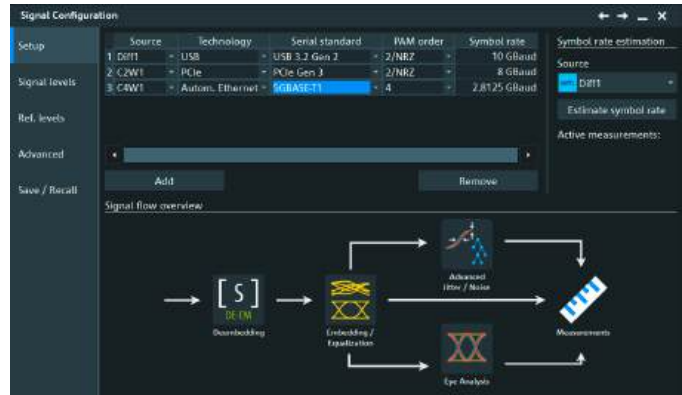 Signal Configuration
Setup
Signal levels
Ref. levels
Advanced
Save / Recall
Source Technology Serial standard PAM order Symbol rate
1 Diff1 USB USB 3.2 Gen 2 2/NRZ 10 GBaud
2 C2W1 PCIe PCIe Gen 3 2/NRZ 8 GBaud
3 C4W1 Autom. Ethernet 5GBASE-T1 4 2.8125 GBaud
Add Remove
Symbol rate estimation
Source
Diff1
Estimate symbol rate
Active measurements:
Signal flow overview
Advanced
Jitter / Noise
[ S ]
DE-EM
Deembedding
Embedding /
Equalization
Measurements
Eye Analysis